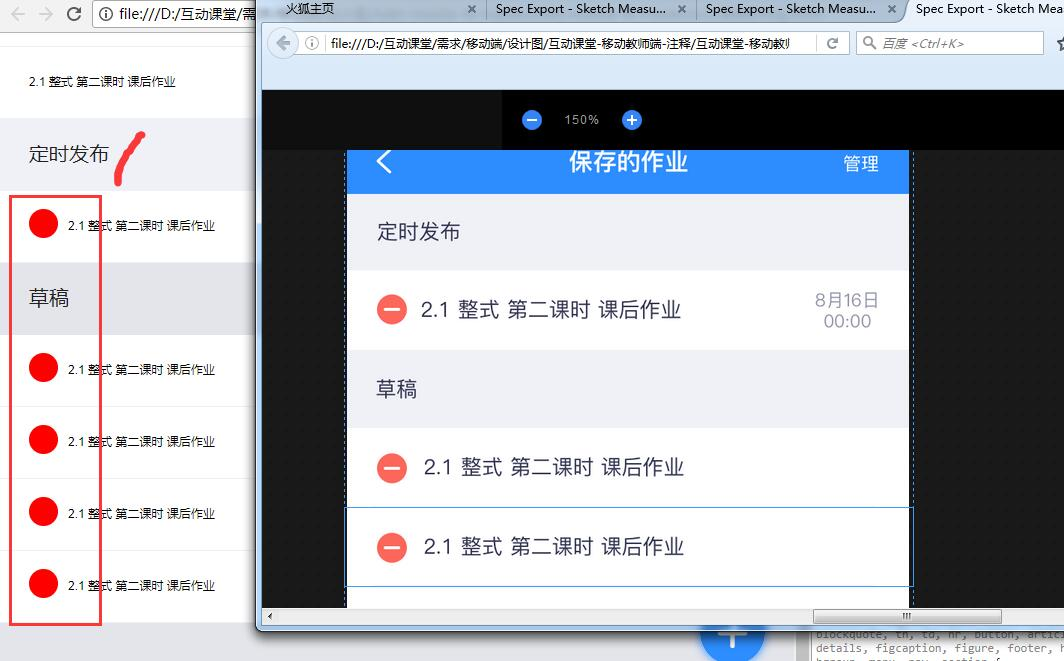 火狐主页
Spec Export - Sketch Measu...
Spec Export - Sketch Measu...
Spec Export - Sketch Mea
file:///D:/互动课堂/需
file:///D:/互动课堂/需求/移动端/设计图/互动课堂-移动教师端-注释/互动课堂-移动教师
百度 <Ctrl+K>
2.1 整式 第二课时 课后作业
定时发布
2.1 整式 第二课时 课后作业
草稿
2.1 整式 第二课时 课后作业
2.1 整式 第二课时 课后作业
2.1 整式 第二课时 课后作业
2.1 整式 第二课时 课后作业
150%
保存的作业
管理
定时发布
2.1 整式 第二课时 课后作业
8月16日
00:00
草稿
2.1 整式 第二课时 课后作业
2.1 整式 第二课时 课后作业
blockquote, th, td, hr, button, artic
details, figcaption, figure, footer,